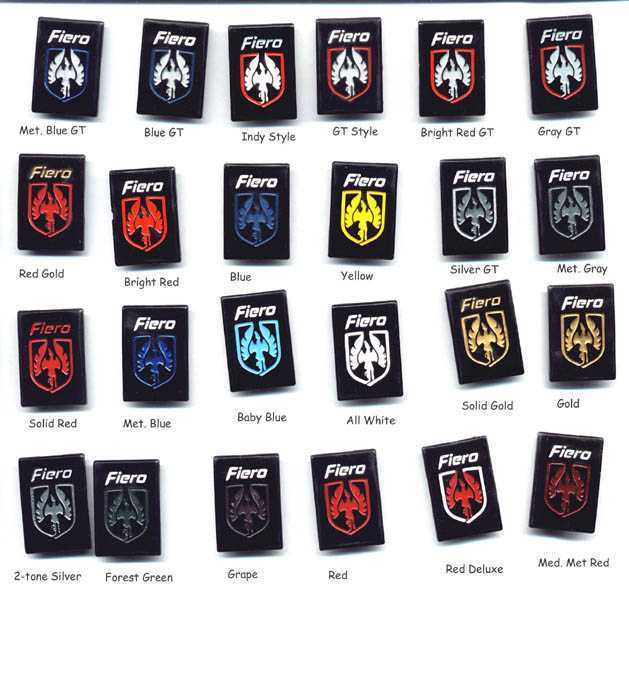 Fiero Fiero Fiero Fiero Fiero Fiero
Met. Blue GT Blue GT Indy Style GT Style Bright Red GT Gray GT
Fiero Fiero Fiero Fiero Fiero Fiero
Red Gold Bright Red Blue Yellow Silver GT Met. Gray
Fiero Fiero Fiero Fiero Fiero Fiero
Solid Red Met. Blue Baby Blue All White Solid Gold Gold
Fiero Fiero Fiero Fiero Fiero Fiero
2-tone Silver Forest Green Grape Red Red Deluxe Med. Met Red